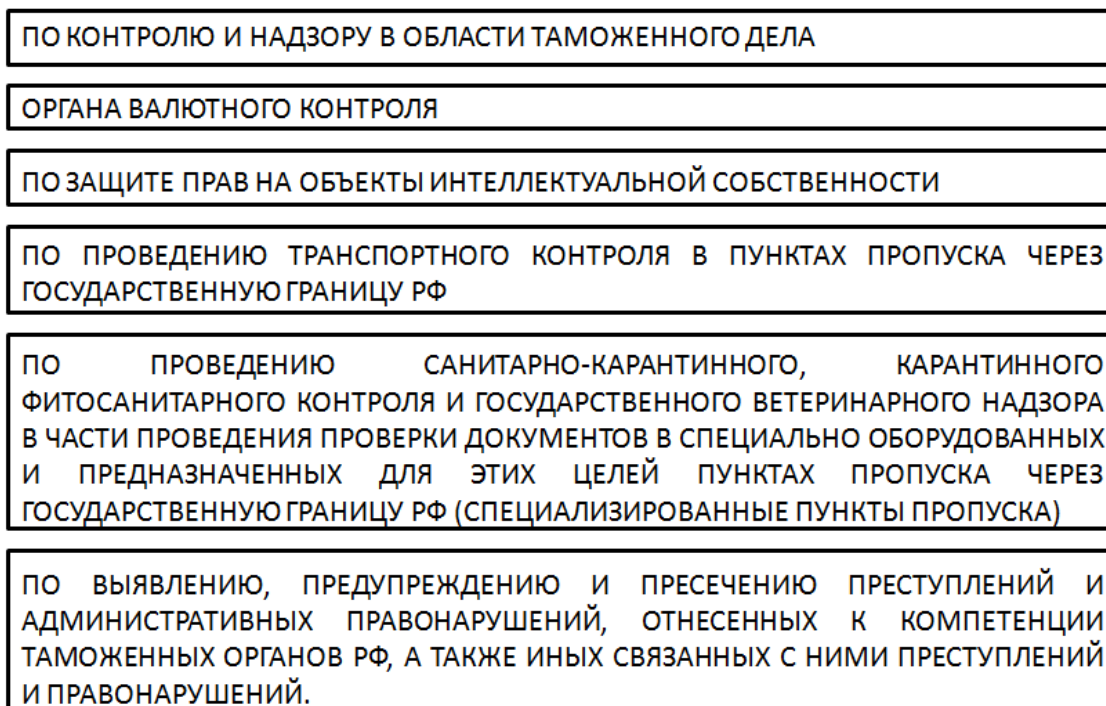 ПО КОНТРОЛЮ И НАДЗОРУ В ОБЛАСТИ ТАМОЖЕННОГО ДЕЛА
ОРГАНА ВАЛЮТНОГО КОНТРОЛЯ
ПО ЗАЩИТЕ ПРАВ НА ОБЪЕКТЫ ИНТЕЛЛЕКТУАЛЬНОЙ СОБСТВЕННОСТИ
ПО ПРОВЕДЕНИЮ ТРАНСПОРТНОГО КОНТРОЛЯ В ПУНКТАХ ПРОПУСКА ЧЕРЕЗ
ГОСУДАРСТВЕННУЮ ГРАНИЦУ РФ
ПО ПРОВЕДЕНИЮ САНИТАРНО-КАРАНТИННОГО, КАРАНТИННОГО
ФИТОСАНИТАРНОГО КОНТРОЛЯ И ГОСУДАРСТВЕННОГО ВЕТЕРИНАРНОГО НАДЗОРА
В ЧАСТИ ПРОВЕДЕНИЯ ПРОВЕРКИ ДОКУМЕНТОВ В СПЕЦИАЛЬНО ОБОРУДОВАННЫХ
И ПРЕДНАЗНАЧЕННЫХ ДЛЯ ЭТИХ ЦЕЛЕЙ ПУНКТАХ ПРОПУСКА ЧЕРЕЗ
ГОСУДАРСТВЕННУЮ ГРАНИЦУ РФ (СПЕЦИАЛИЗИРОВАННЫЕ ПУНКТЫ ПРОПУСКА)
ПО ВЫЯВЛЕНИЮ, ПРЕДУПРЕЖДЕНИЮ И ПРЕСЕЧЕНИЮ ПРЕСТУПЛЕНИЙ И
АДМИНИСТРАТИВНЫХ ПРАВОНАРУШЕНИЙ, ОТНЕСЕННЫХ К КОМПЕТЕНЦИИ
ТАМОЖЕННЫХ ОРГАНОВ РФ, А ТАКЖЕ ИНЫХ СВЯЗАННЫХ С НИМИ ПРЕСТУПЛЕНИЙ
И ПРАВОНАРУШЕНИЙ.